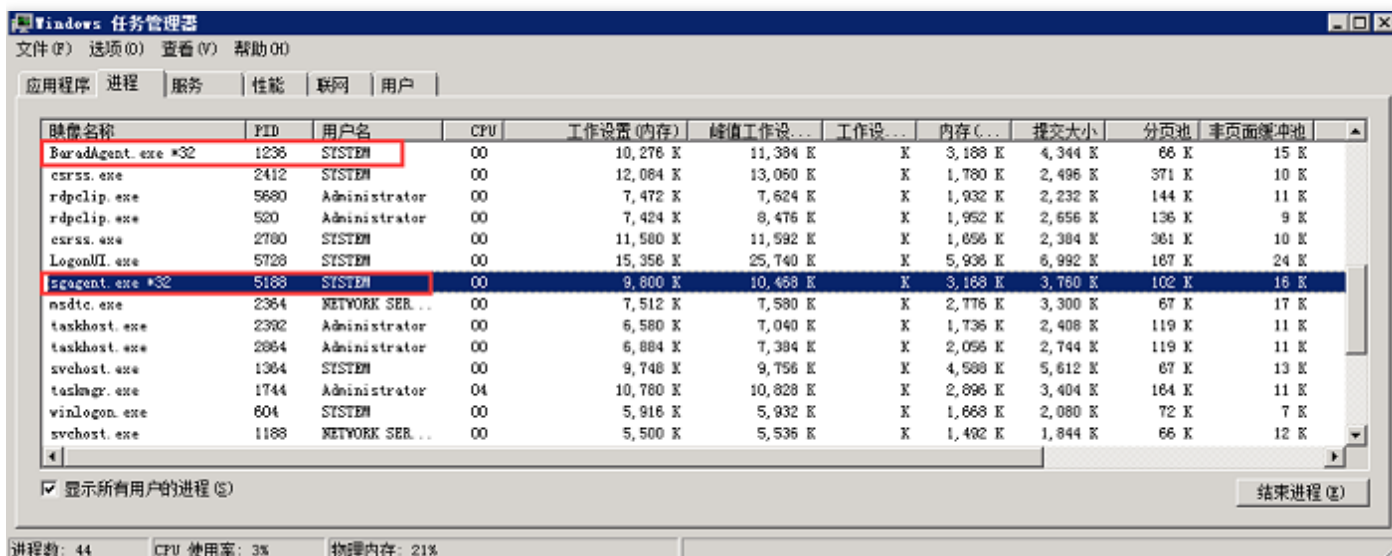 Windows 任务管理器
文件(F) 选项(O) 查看(V) 帮助(H)
应用程序 进程 服务 性能 联网 用户
映像名称 PID 用户名 CPU 工作设置(内存) 峰值工作设... 工作设... 内存(... 提交大小 分页池 非页面缓冲池
BaradAgent.exe *32 1236 SYSTEM 00 10,276 K 11,384 K K 3,188 K 4,344 K 66 K 15 K
csrss.exe 2412 SYSTEM 00 12,084 K 13,060 K K 1,780 K 2,496 K 371 K 10 K
rdpclip.exe 5680 Administrator 00 7,472 K 7,624 K K 1,932 K 2,232 K 144 K 11 K
rdpclip.exe 520 Administrator 00 7,424 K 8,476 K K 1,952 K 2,656 K 136 K 9 K
csrss.exe 2780 SYSTEM 00 11,580 K 11,592 K K 1,656 K 2,384 K 361 K 10 K
LogonUI.exe 5728 SYSTEM 00 15,356 K 25,740 K K 5,936 K 6,992 K 167 K 24 K
sgagent.exe *32 5188 SYSTEM 00 9,800 K 10,468 K K 3,168 K 3,760 K 102 K 16 K
msdtc.exe 2364 NETWORK SER... 00 7,512 K 7,580 K K 2,776 K 3,300 K 67 K 17 K
taskhost.exe 2392 Administrator 00 6,580 K 7,040 K K 1,736 K 2,408 K 119 K 11 K
taskhost.exe 2864 Administrator 00 6,884 K 7,384 K K 2,056 K 2,744 K 119 K 11 K
svchost.exe 1364 SYSTEM 00 9,748 K 9,756 K K 4,588 K 5,612 K 67 K 13 K
taskmgr.exe 1744 Administrator 04 10,780 K 10,828 K K 2,896 K 3,404 K 164 K 11 K
winlogon.exe 604 SYSTEM 00 5,916 K 5,932 K K 1,668 K 2,080 K 72 K 7 K
svchost.exe 1188 NETWORK SER... 00 5,500 K 5,536 K K 1,492 K 1,844 K 66 K 12 K
显示所有用户的进程(S) 结束进程(E)
进程数: 44 CPU 使用率: 3% 物理内存: 21%